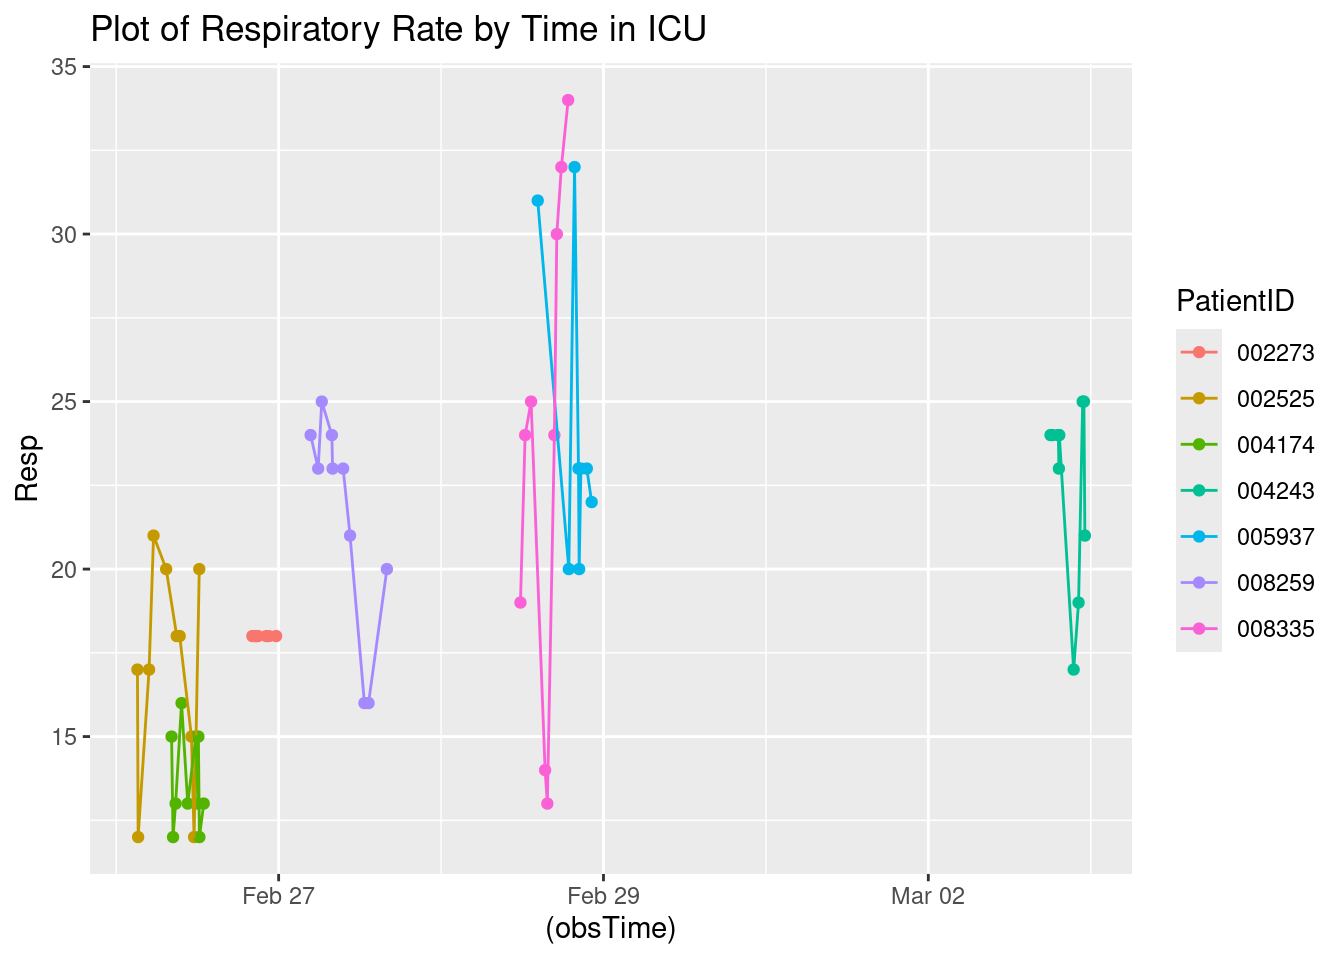 Plot of Respiratory Rate by Time in ICU
35
30
25
20
15
Resp
Feb 27
Feb 29
Mar 02
(obsTime)
PatientID
002273
002525
004174
004243
005937
008259
008335